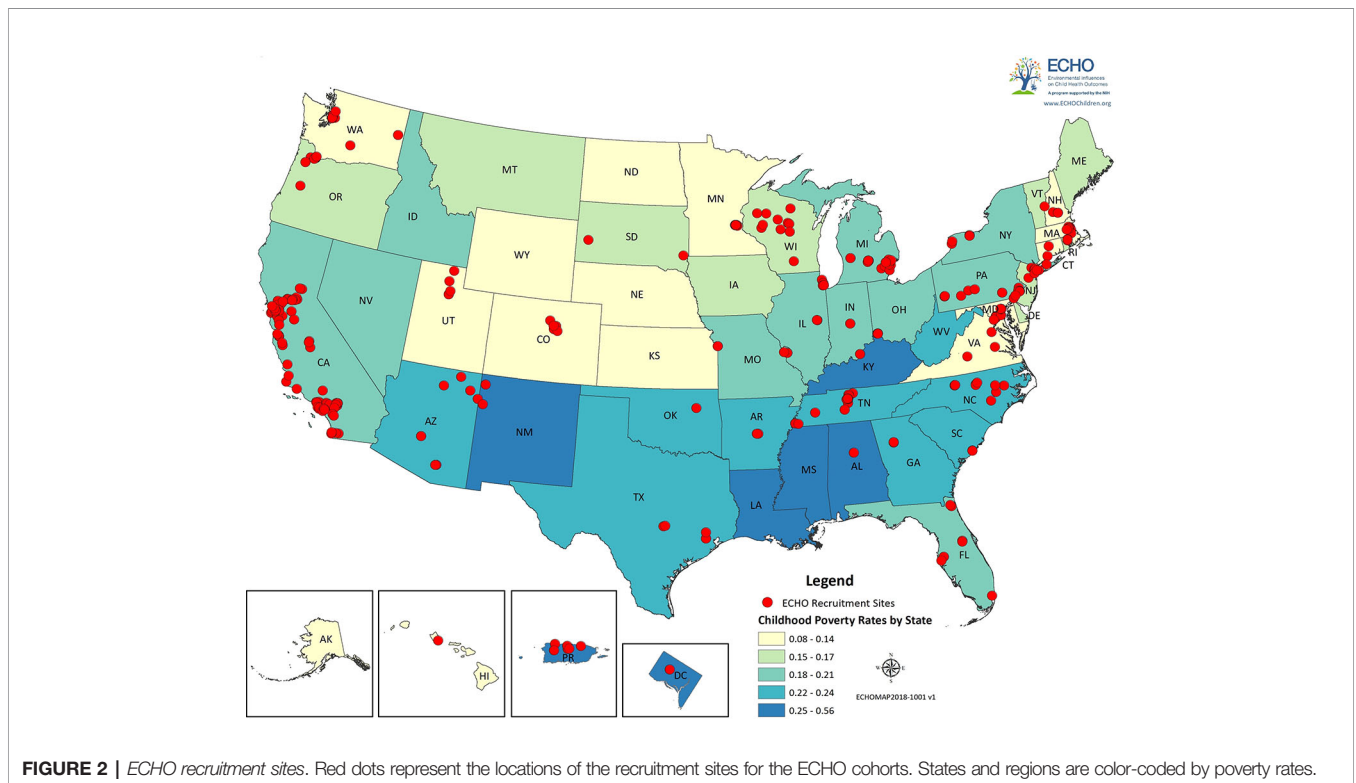 ECHO
Environmental Influences
on Child Health Outcomes
A program supported by the NIH
www.ECHOChildren.org
WA
MT
ND
MN
ME
OR
ID
SD
WI
MI
VT
NH
NY
MA
RI
CT
WY
NE
IA
PA
NJ
NV
UT
CO
KS
MO
IL
IN
OH
WV
MD
DE
VA
CA
KY
AZ
NM
OK
AR
TN
NC
SC
TX
LA
MS
AL
GA
FL
AK
HI
PR
DC
Legend
ECHO Recruitment Sites
Childhood Poverty Rates by State
0.08 - 0.14
0.15 - 0.17
0.18 - 0.21
0.22 - 0.24
0.25 - 0.56
N
W E
S
ECHOMAP2018-1001 v1
FIGURE 2 | ECHO recruitment sites. Red dots represent the locations of the recruitment sites for the ECHO cohorts. States and regions are color-coded by poverty rates.